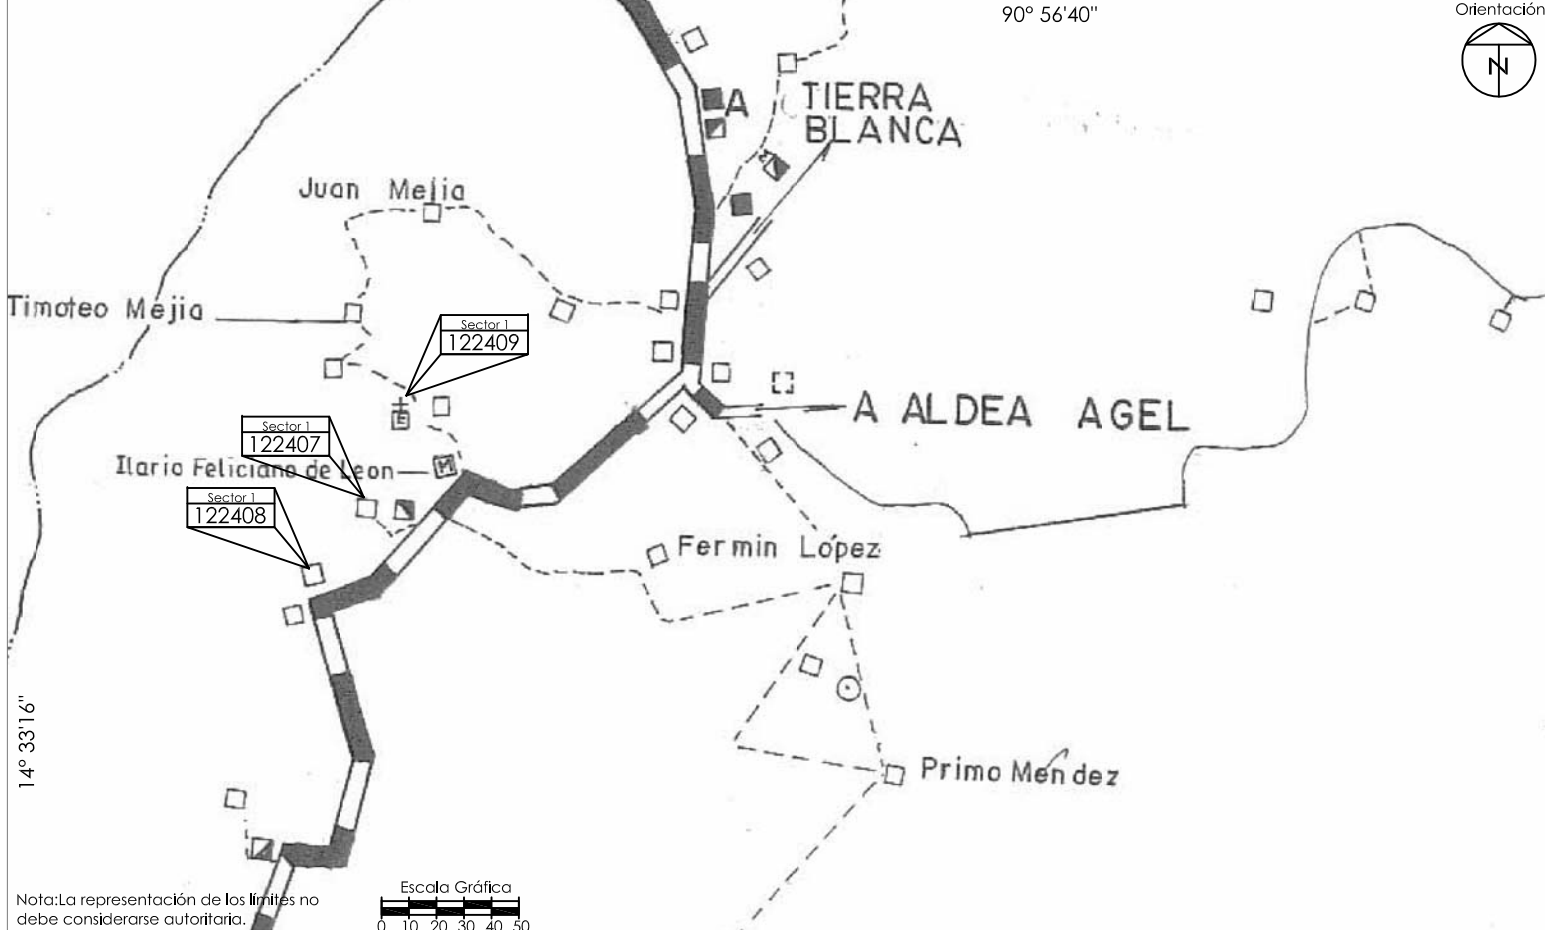 90° 56'40"
Orientación
N
A TIERRA
BLANCA
Juan Mejia
Timoteo Mejia
Sector 1
122409
E
A ALDEA AGEL
Sector 1
122407
Ilario Feliciano de Leon
M
Sector 1
122408
Fermin López
Primo Méndez
14° 33'16"
Nota:La representación de los límites no
debe considerarse autoritaria.
Escala Gráfica
0 10 20 30 40 50